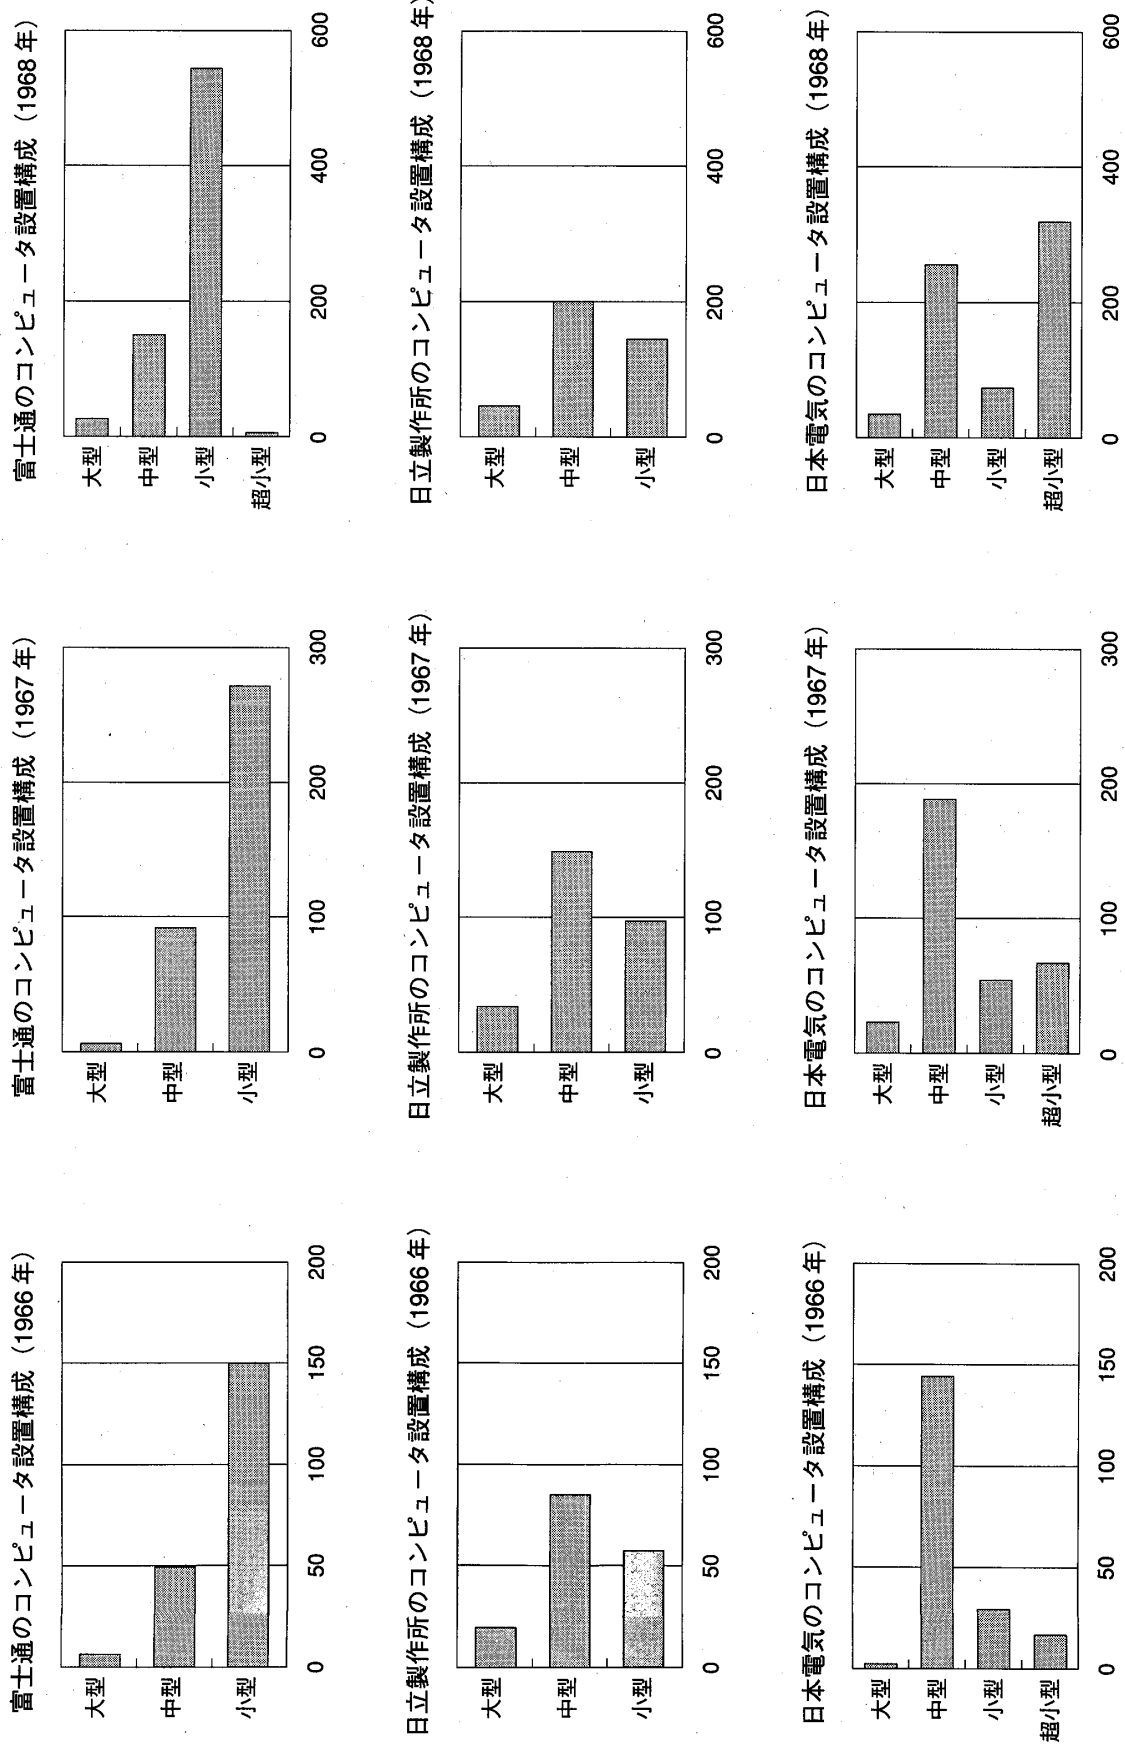 富士通のコンピュータ設置構成（1966年）
大型
中型
小型
0 50 100 150 200
富士通のコンピュータ設置構成（1967年）
大型
中型
小型
0 100 200 300
富士通のコンピュータ設置構成（1968年）
大型
中型
小型
超小型
0 200 400 600
日立製作所のコンピュータ設置構成（1966年）
大型
中型
小型
0 50 100 150 200
日立製作所のコンピュータ設置構成（1967年）
大型
中型
小型
0 100 200 300
日立製作所のコンピュータ設置構成（1968年）
大型
中型
小型
0 200 400 600
日本電気のコンピュータ設置構成（1966年）
大型
中型
小型
超小型
0 50 100 150 200
日本電気のコンピュータ設置構成（1967年）
大型
中型
小型
超小型
0 100 200 300
日本電気のコンピュータ設置構成（1968年）
大型
中型
小型
超小型
0 200 400 600